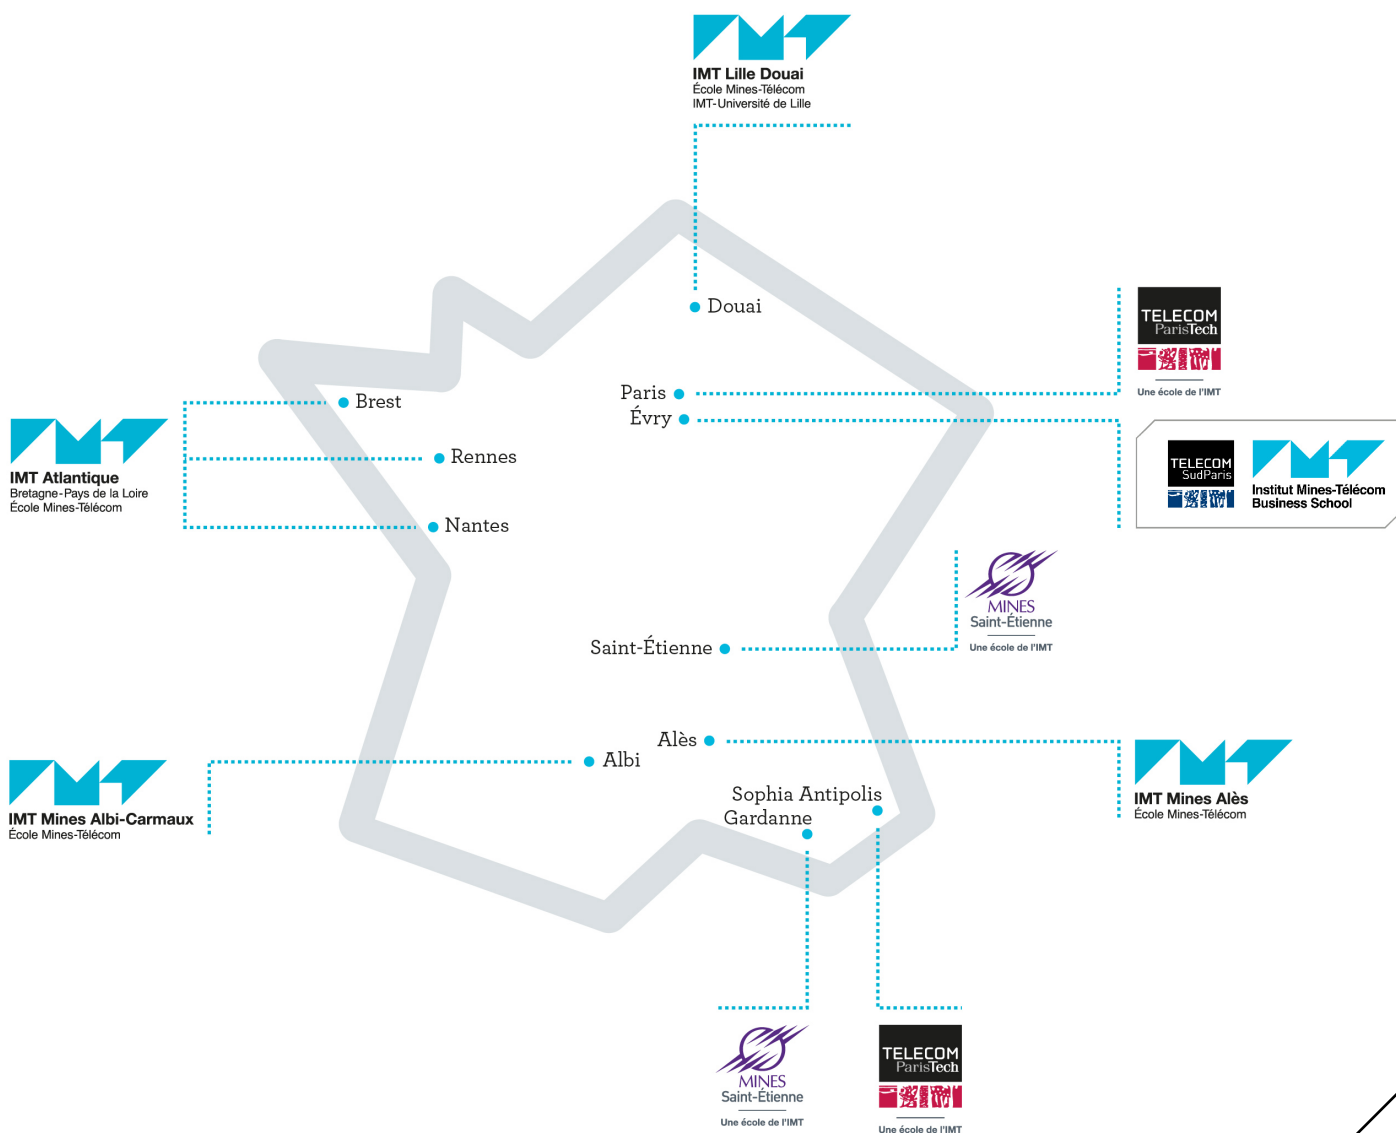 IMT Lille Douai
École Mines-Télécom
IMT-Université de Lille
Douai
TELECOM
ParisTech
Une école de l'IMT
Paris
Évry
Brest
Rennes
Nantes
IMT Atlantique
Bretagne-Pays de la Loire
École Mines-Télécom
TELECOM
SudParis
Institut Mines-Télécom
Business School
MINES
Saint-Étienne
Une école de l'IMT
Saint-Étienne
Alès
Albi
IMT Mines Albi-Carmaux
École Mines-Télécom
IMT Mines Alès
École Mines-Télécom
Sophia Antipolis
Gardanne
MINES
Saint-Étienne
Une école de l'IMT
TELECOM
ParisTech
Une école de l'IMT